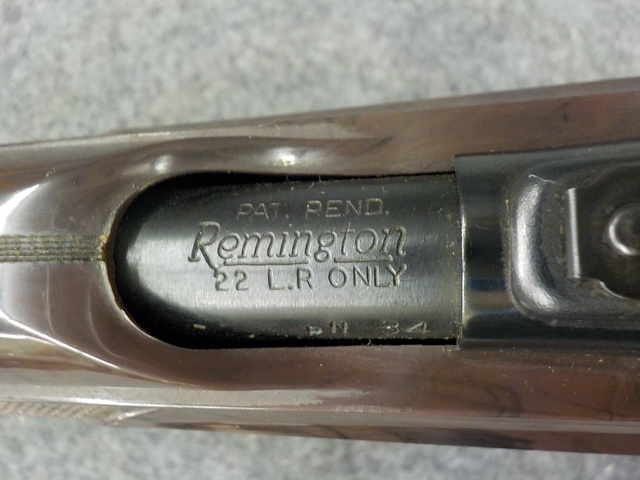 PAT. PEND.
Remington
22 L.R ONLY
34